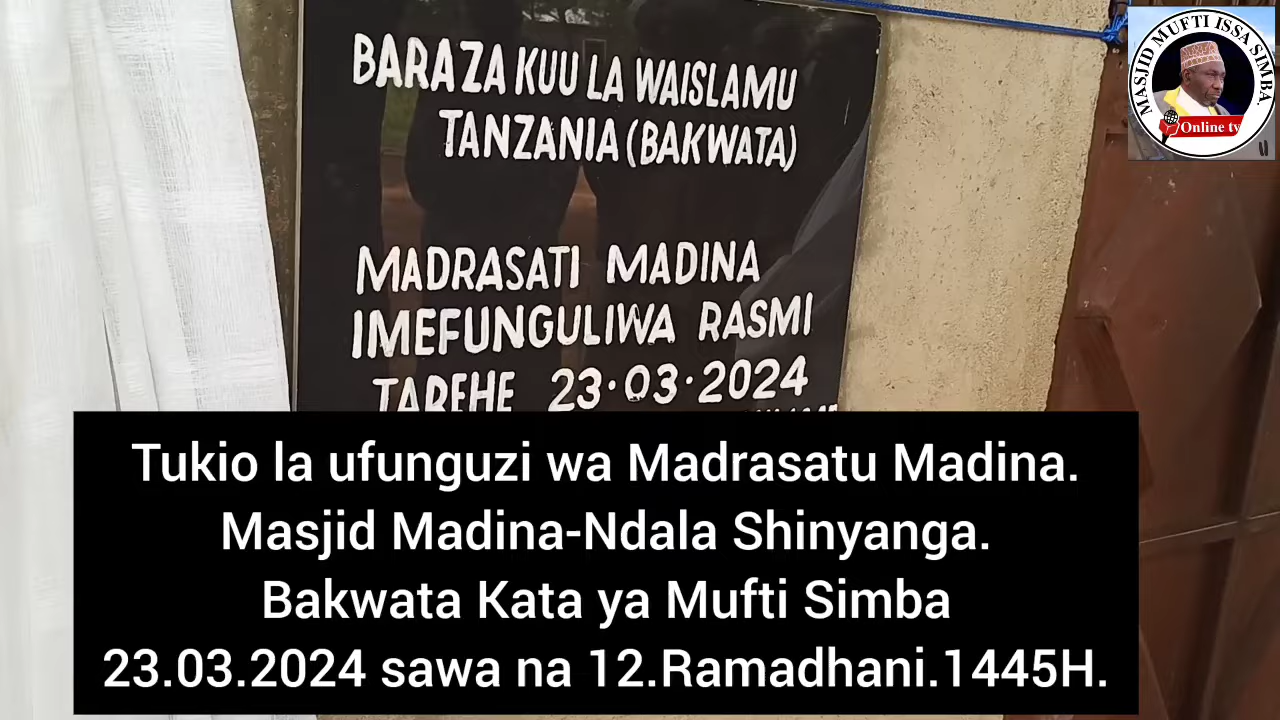 BARAZA KUU LA WAISLAMU
TANZANIA (BAKWATA)
MADRASATI MADINA
IMEFUNGULIWA RASMI
TAREHE 23·03·2024
MASJID MUFTI ISSA SIMBA.
Online tv
Tukio la ufunguzi wa Madrasatu Madina.
Masjid Madina-Ndala Shinyanga.
Bakwata Kata ya Mufti Simba
23.03.2024 sawa na 12.Ramadhani.1445H.